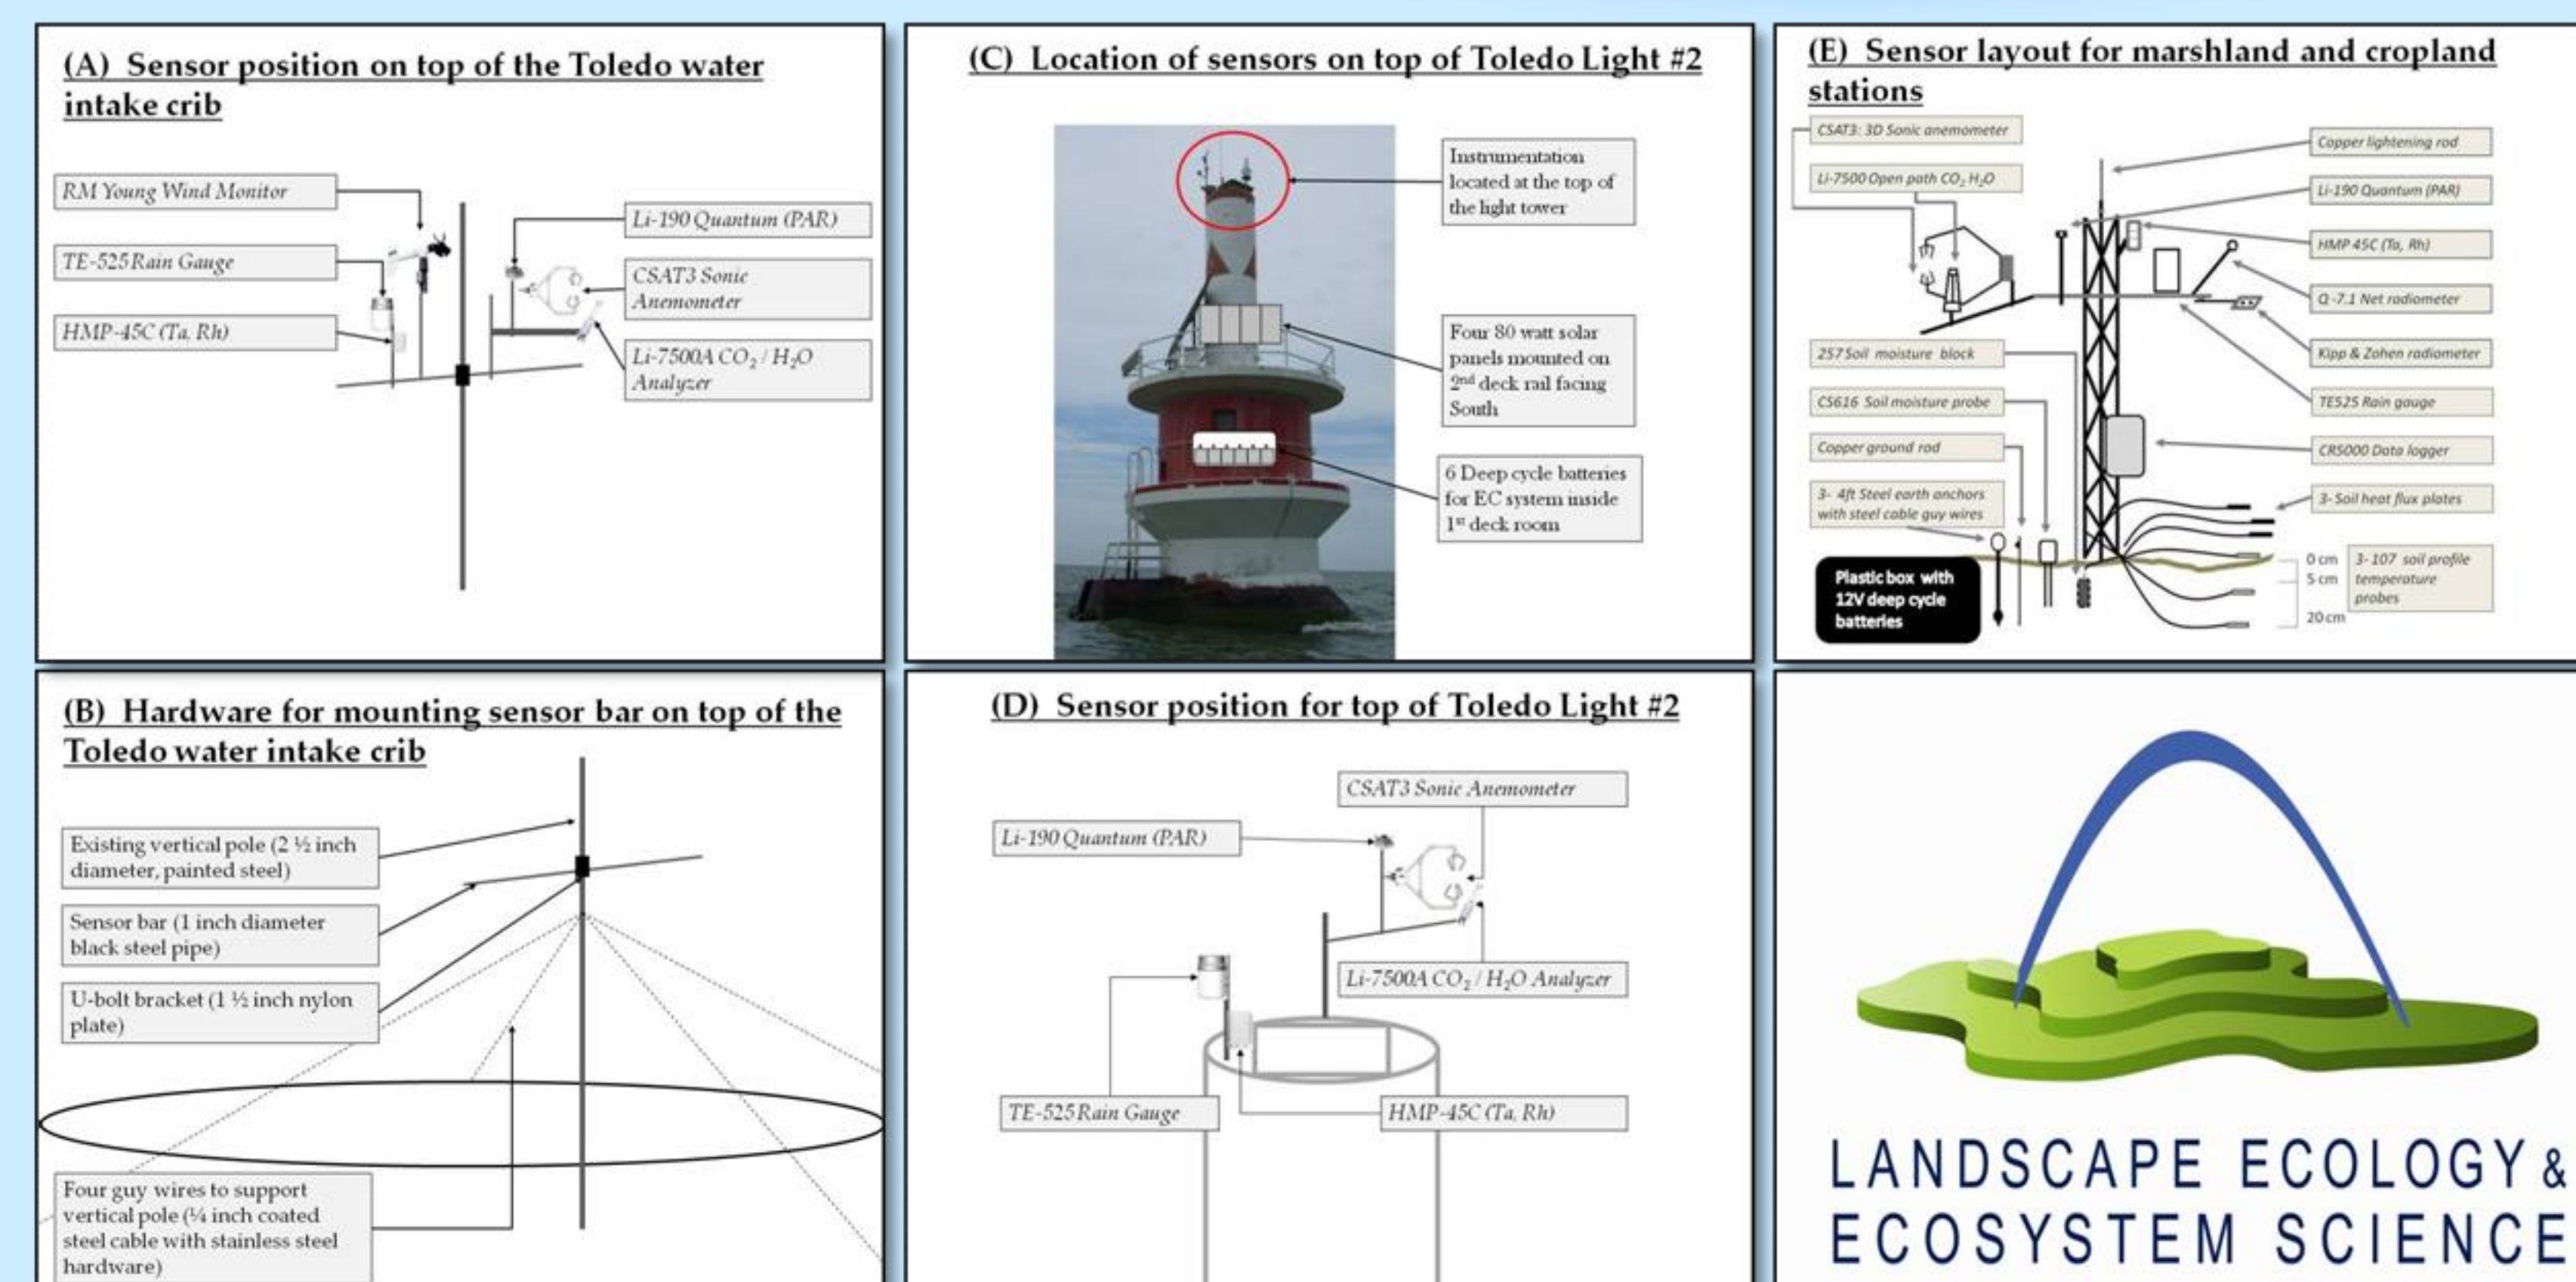 (A) Sensor position on top of the Toledo water
intake crib
RM Young Wind Monitor
TE-525 Rain Gauge
HMP-45C (Ta, Rh)
Li-190 Quantum (PAR)
CSAT3 Sonic
Anemometer
Li-7500A CO₂ / H₂O
Analyzer
(B) Hardware for mounting sensor bar on top of the
Toledo water intake crib
Existing vertical pole (2 ½ inch
diameter, painted steel)
Sensor bar (1 inch diameter
black steel pipe)
U-bolt bracket (1 ½ inch nylon
plate)
Four guy wires to support
vertical pole (¼ inch coated
steel cable with stainless steel
hardware)
(C) Location of sensors on top of Toledo Light #2
Instrumentation
located at the top of
the light tower
Four 80 watt solar
panels mounted on
2nd deck rail facing
South
6 Deep cycle batteries
for EC system inside
1st deck room
(D) Sensor position for top of Toledo Light #2
CSAT3 Sonic Anemometer
Li-190 Quantum (PAR)
Li-7500A CO₂ / H₂O Analyzer
TE-525 Rain Gauge
HMP-45C (Ta, Rh)
(E) Sensor layout for marshland and cropland
stations
CSAT3: 3D Sonic anemometer
Li-7500 Open path CO₂ H₂O
257 Soil moisture block
CS616 Soil moisture probe
Copper ground rod
3- 4ft Steel earth anchors
with steel cable guy wires
Plastic box with
12V deep cycle
batteries
Copper lightening rod
Li-190 Quantum (PAR)
HMP 45C (Ta, Rh)
Q-7.1 Net radiometer
Kipp & Zohen radiometer
TE525 Rain gauge
CR5000 Data logger
3- Soil heat flux plates
0 cm
5 cm
20 cm
3- 107 soil profile
temperature
probes
LANDSCAPE ECOLOGY &
ECOSYSTEM SCIENCE